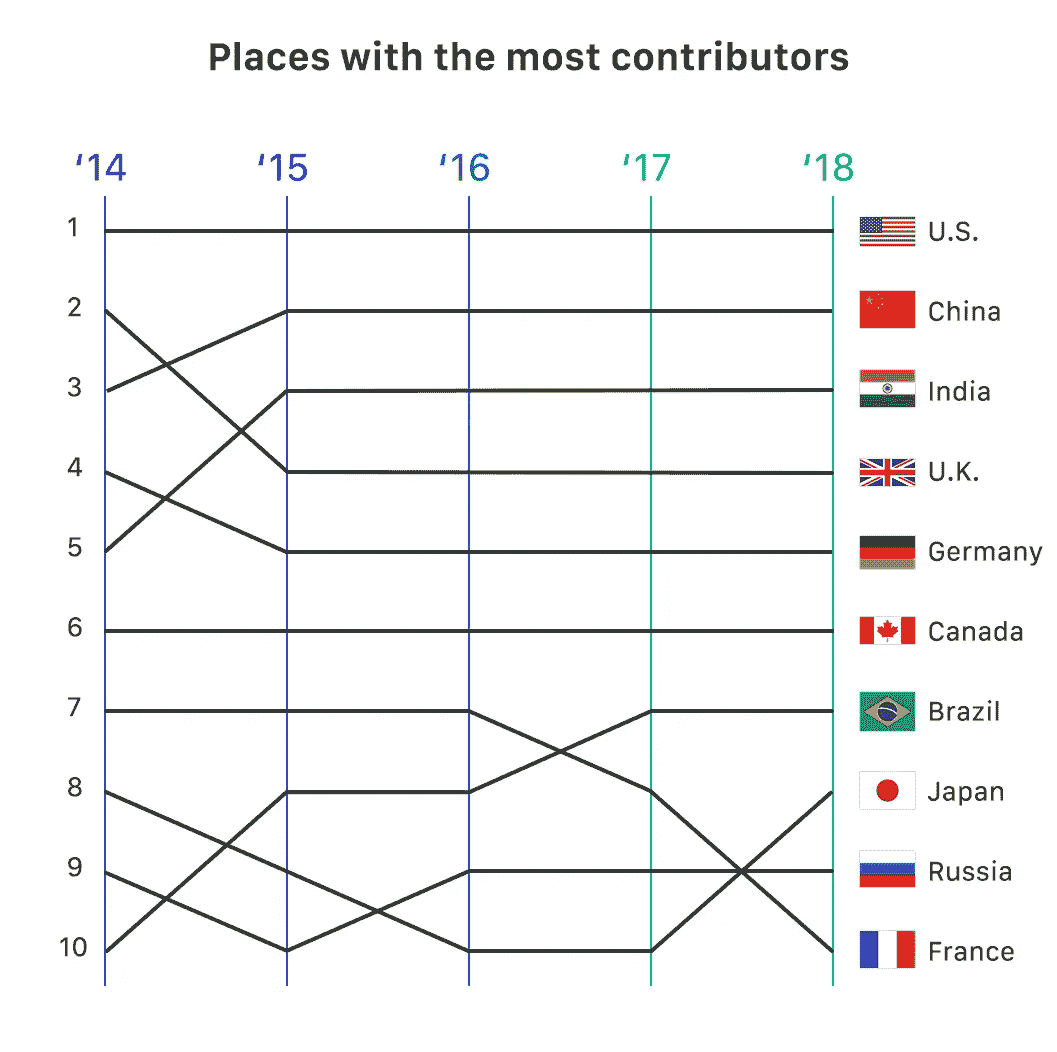 Places with the most contributors
‘14 ‘15 ‘16 ‘17 ‘18
1 U.S.
2 China
3 India
4 U.K.
5 Germany
6 Canada
7 Brazil
8 Japan
9 Russia
10 France